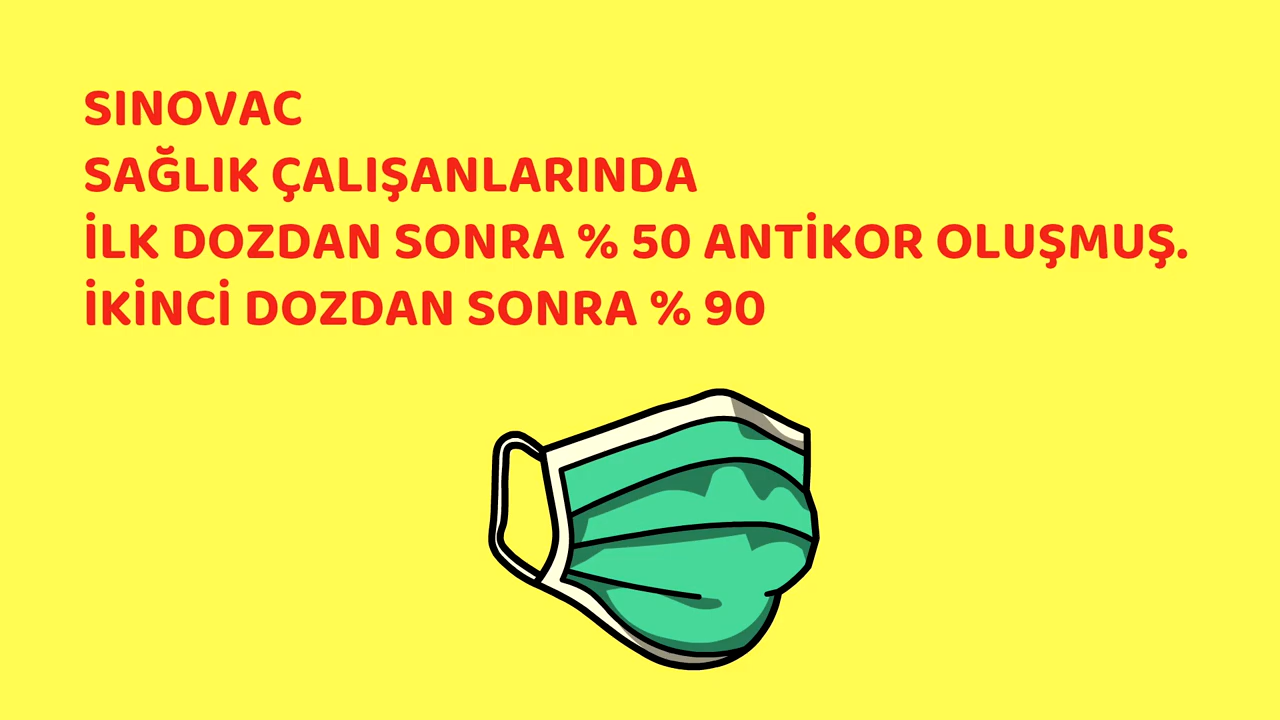 SINOVAC
SAĞLIK ÇALIŞANLARINDA
İLK DOZDAN SONRA % 50 ANTİKOR OLUŞMUŞ.
İKİNCİ DOZDAN SONRA % 90